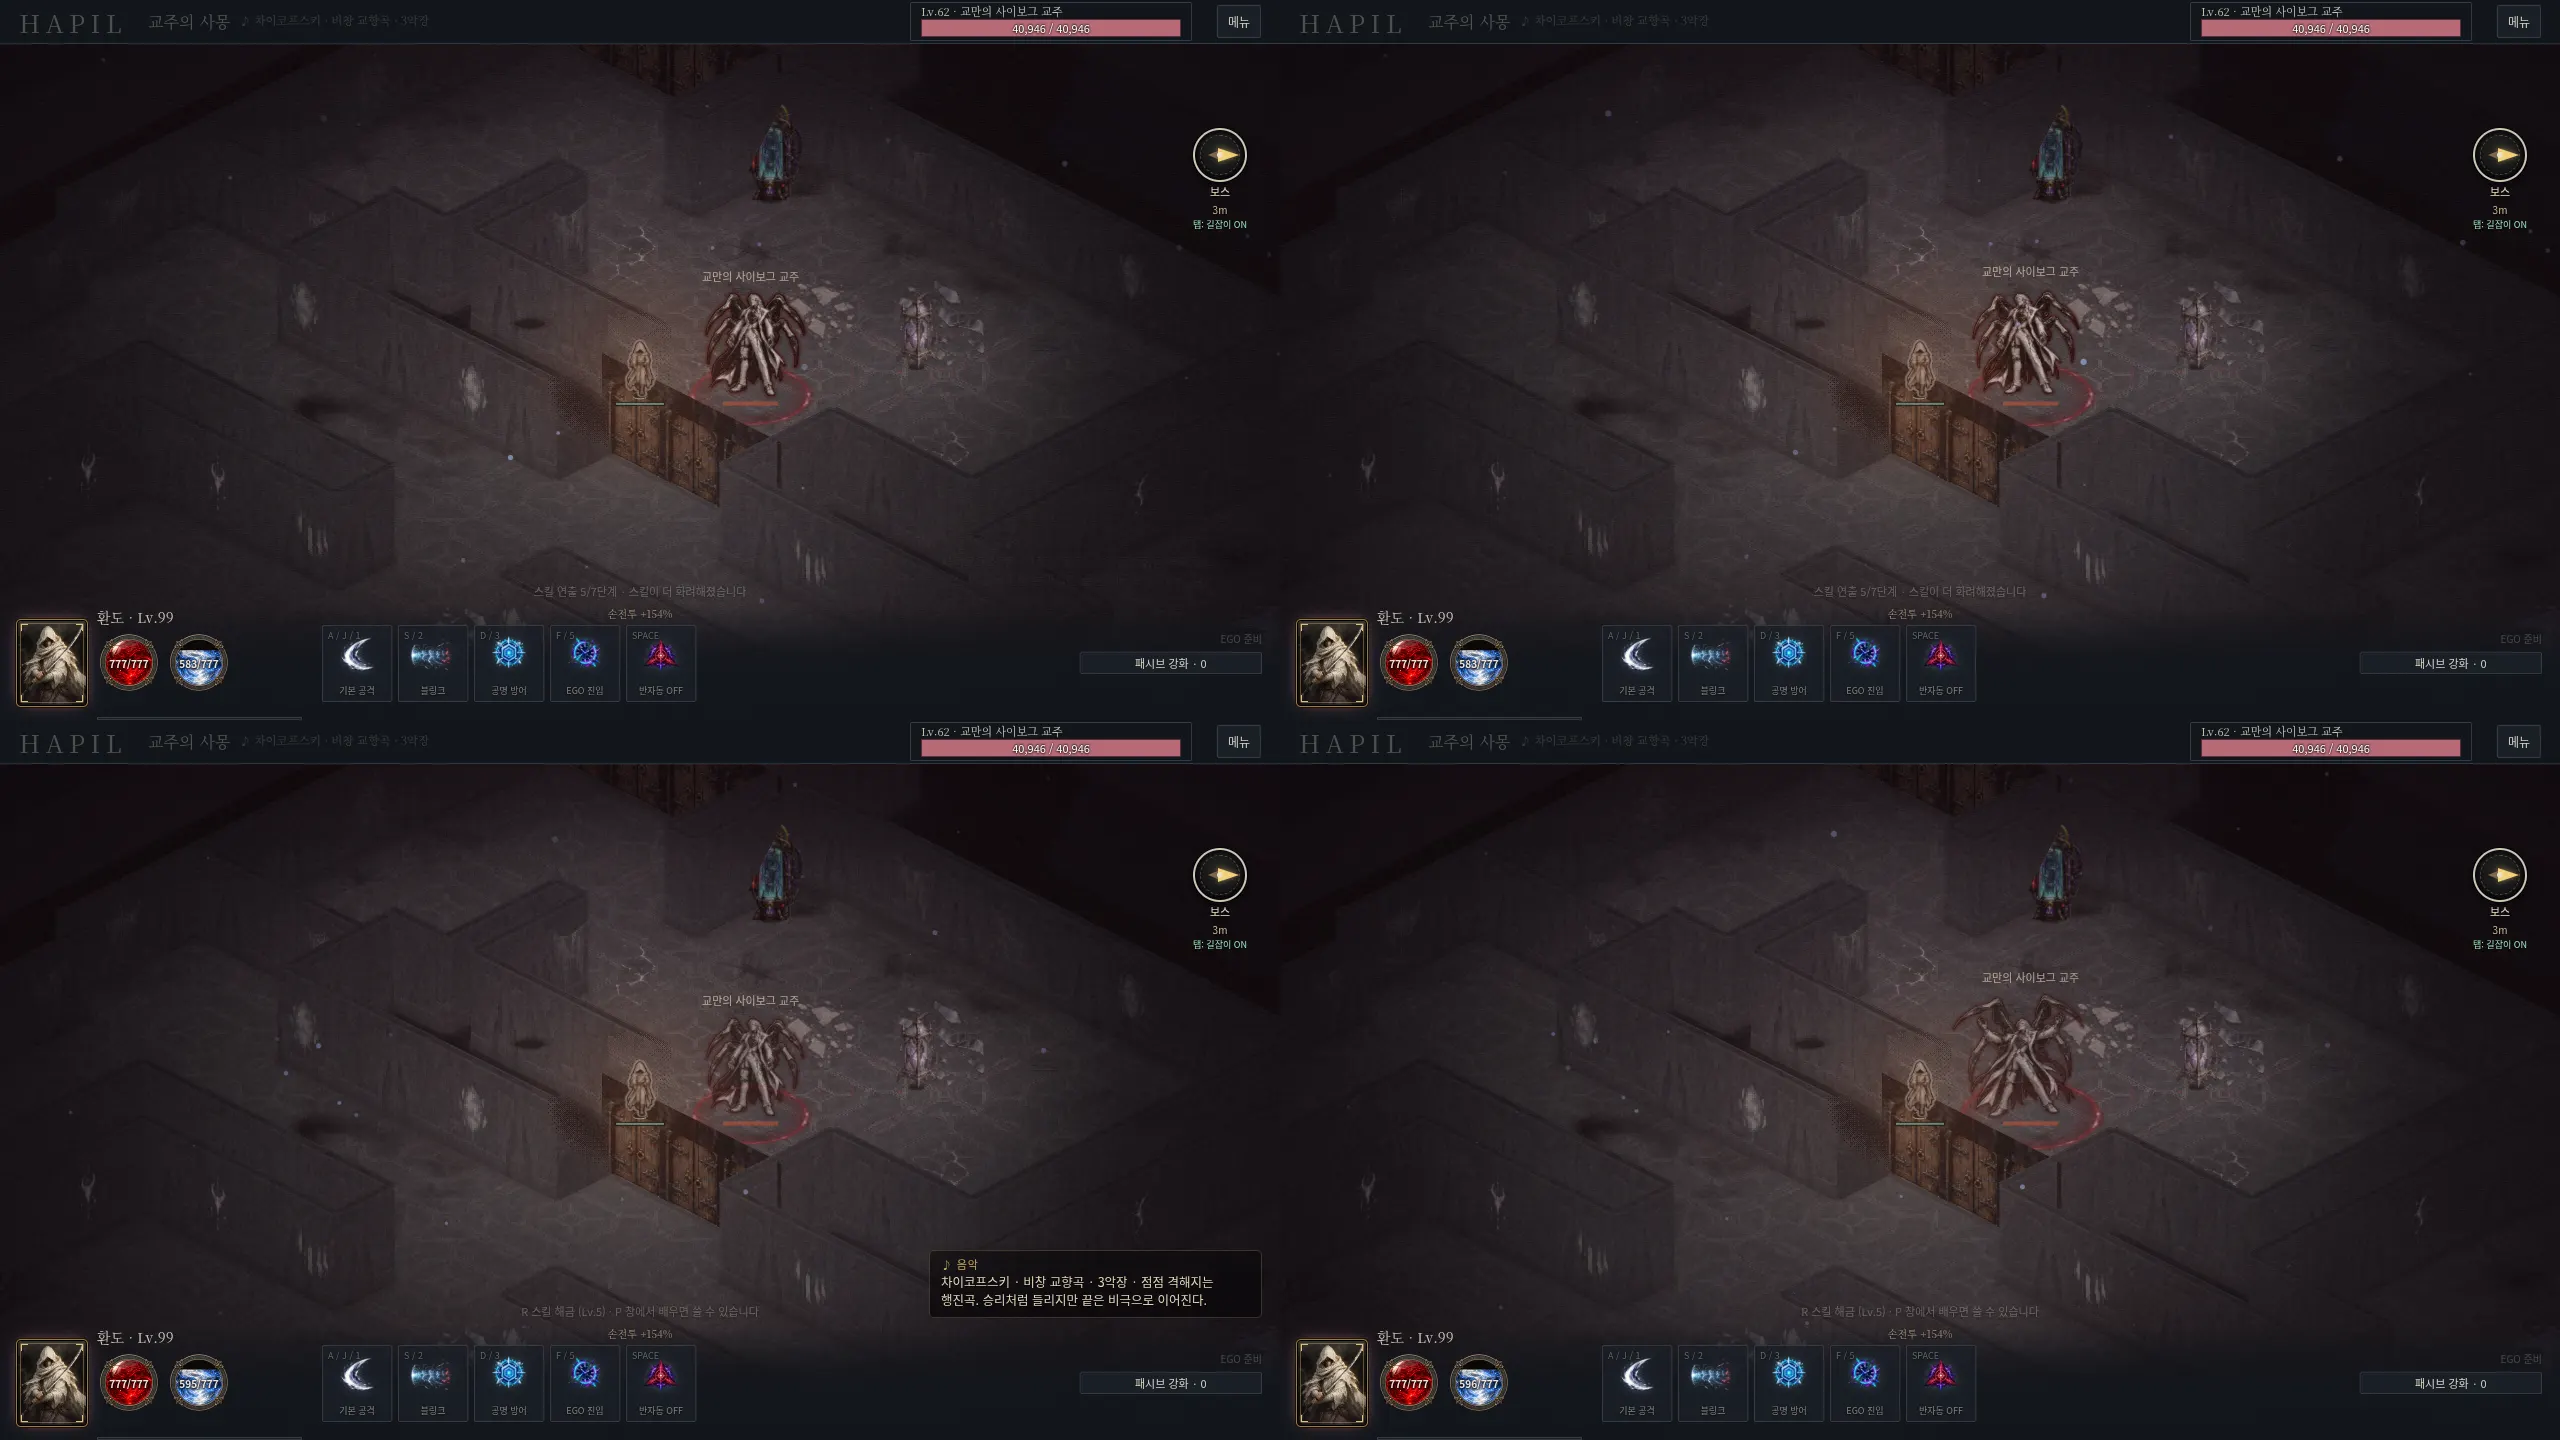 HAPIL 교주의 사몽 ♪ 차이코프스키 · 비창 교향곡 · 3악장
Lv.62 · 교만의 사이보그 교주
40,946 / 40,946
메뉴
보스
3m
탭: 길잡이 ON
교만의 사이보그 교주
스킬 연출 5/7단계 · 스킬이 더 화려해졌습니다
손전투 +154%
환도 · Lv.99
777/777
583/777
A / J / 1
기본 공격
S / 2
블링크
D / 3
공명 방어
F / 5
EGO 진입
SPACE
반자동 OFF
EGO 준비
패시브 강화 · 0
HAPIL 교주의 사몽 ♪ 차이코프스키 · 비창 교향곡 · 3악장
Lv.62 · 교만의 사이보그 교주
40,946 / 40,946
메뉴
보스
3m
탭: 길잡이 ON
교만의 사이보그 교주
스킬 연출 5/7단계 · 스킬이 더 화려해졌습니다
손전투 +154%
환도 · Lv.99
777/777
583/777
A / J / 1
기본 공격
S / 2
블링크
D / 3
공명 방어
F / 5
EGO 진입
SPACE
반자동 OFF
EGO 준비
패시브 강화 · 0
HAPIL 교주의 사몽 ♪ 차이코프스키 · 비창 교향곡 · 3악장
Lv.62 · 교만의 사이보그 교주
40,946 / 40,946
메뉴
보스
3m
탭: 길잡이 ON
교만의 사이보그 교주
♪ 음악
차이코프스키 · 비창 교향곡 · 3악장 · 점점 격해지는
행진곡. 승리처럼 들리지만 끝은 비극으로 이어진다.
R 스킬 해금 (Lv.5) · P 창에서 배우면 쓸 수 있습니다
손전투 +154%
환도 · Lv.99
777/777
595/777
A / J / 1
기본 공격
S / 2
블링크
D / 3
공명 방어
F / 5
EGO 진입
SPACE
반자동 OFF
EGO 준비
패시브 강화 · 0
HAPIL 교주의 사몽 ♪ 차이코프스키 · 비창 교향곡 · 3악장
Lv.62 · 교만의 사이보그 교주
40,946 / 40,946
메뉴
보스
3m
탭: 길잡이 ON
교만의 사이보그 교주
R 스킬 해금 (Lv.5) · P 창에서 배우면 쓸 수 있습니다
손전투 +154%
환도 · Lv.99
777/777
596/777
A / J / 1
기본 공격
S / 2
블링크
D / 3
공명 방어
F / 5
EGO 진입
SPACE
반자동 OFF
EGO 준비
패시브 강화 · 0